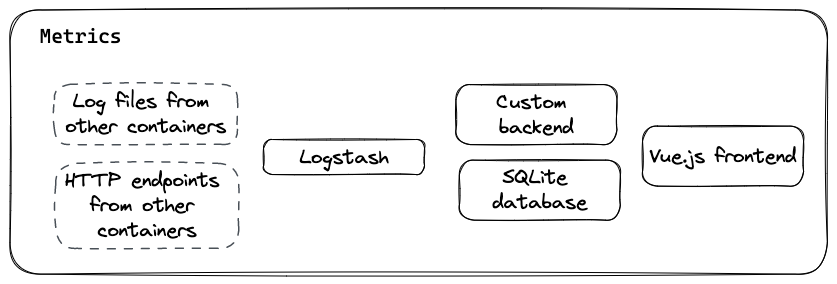 Metrics
Log files from
other containers
HTTP endpoints
from other
containers
Logstash
Custom
backend
SQLite
database
Vue.js frontend